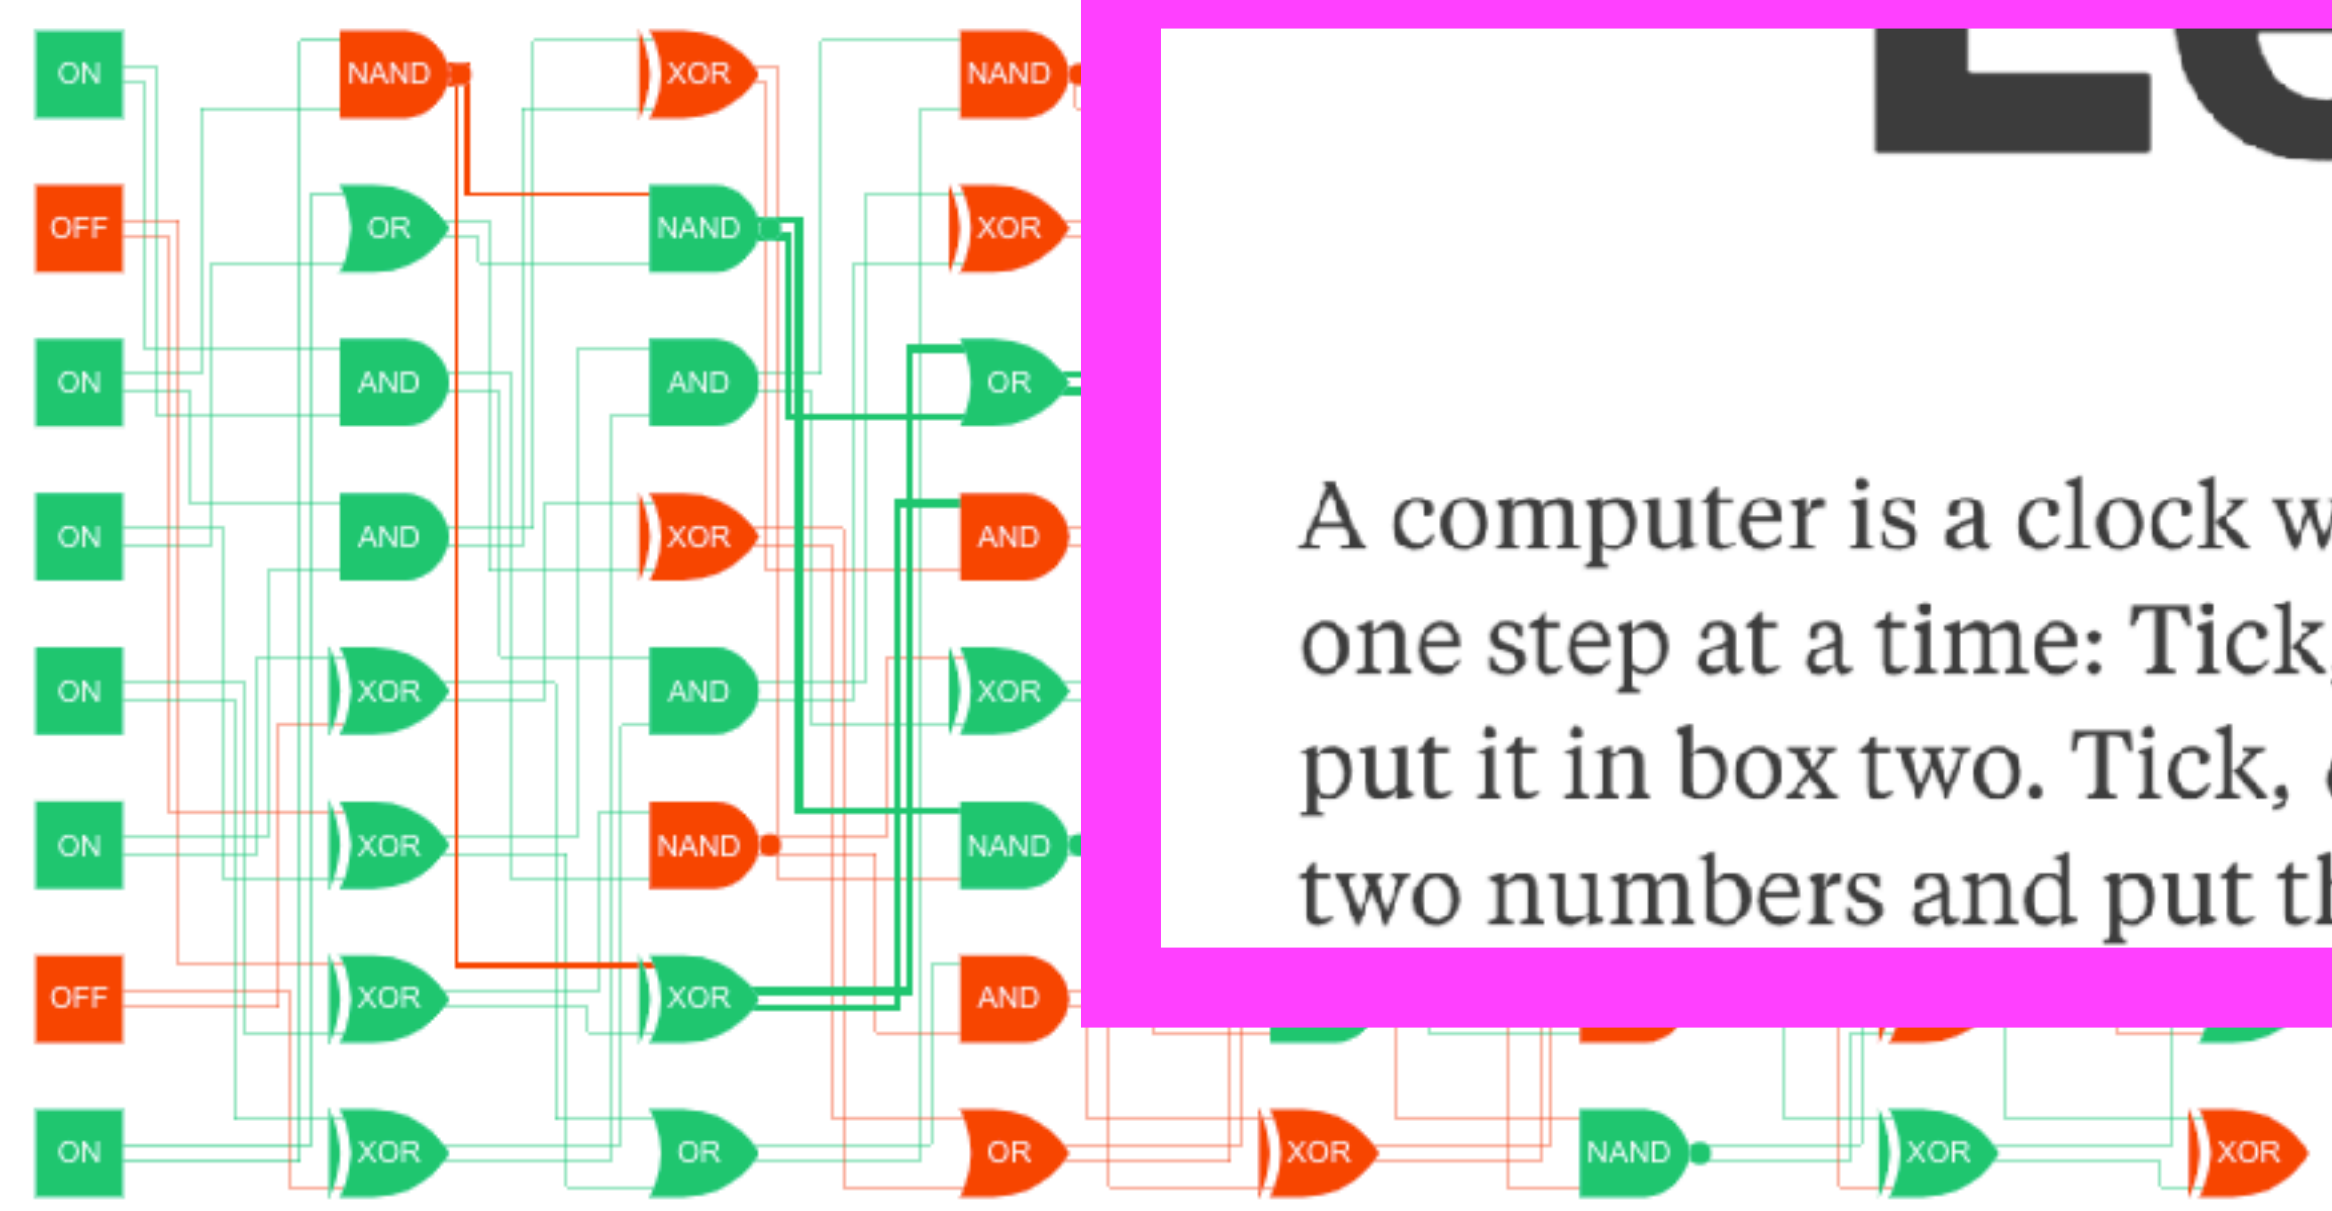 ON NAND XOR NAND
OFF OR NAND XOR
ON AND AND OR
ON AND XOR AND
ON XOR AND XOR
ON XOR NAND NAND
OFF XOR XOR AND
ON XOR OR OR XOR NAND XOR XOR
A computer is a clock
one step at a time: Tick,
put it in box two. Tick,
two numbers and put